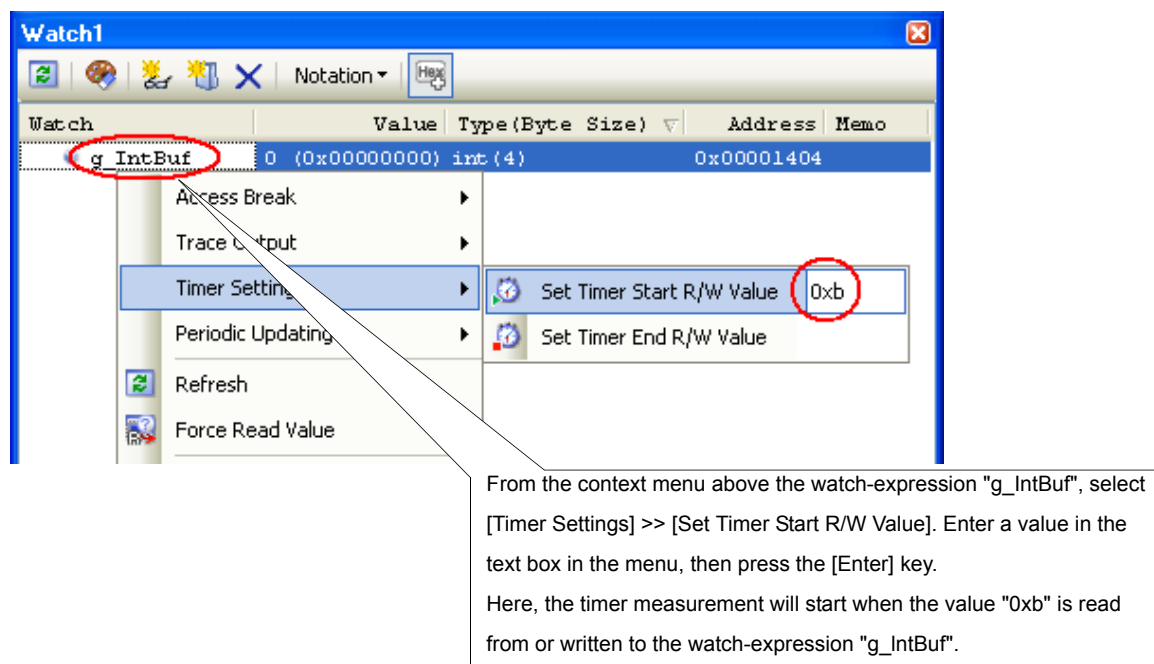 Watch1
Notation
Hex
Watch Value Type(Byte Size) Address Memo
g_IntBuf 0 (0x00000000) int(4) 0x00001404
Access Break
Trace Output
Timer Settings Set Timer Start R/W Value 0xb
Periodic Updating Set Timer End R/W Value
Refresh
Force Read Value
From the context menu above the watch-expression "g_IntBuf", select
[Timer Settings] >> [Set Timer Start R/W Value]. Enter a value in the
text box in the menu, then press the [Enter] key.
Here, the timer measurement will start when the value "0xb" is read
from or written to the watch-expression "g_IntBuf".